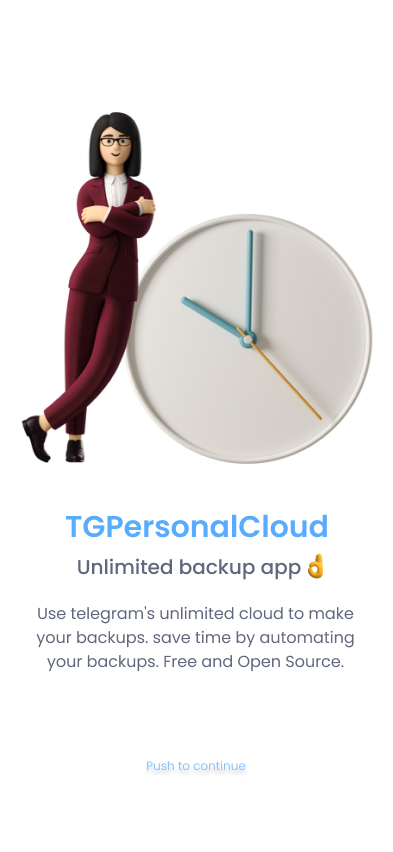 TGPersonalCloud
Unlimited backup app 👌
Use telegram's unlimited cloud to make
your backups. save time by automating
your backups. Free and Open Source.
Push to continue